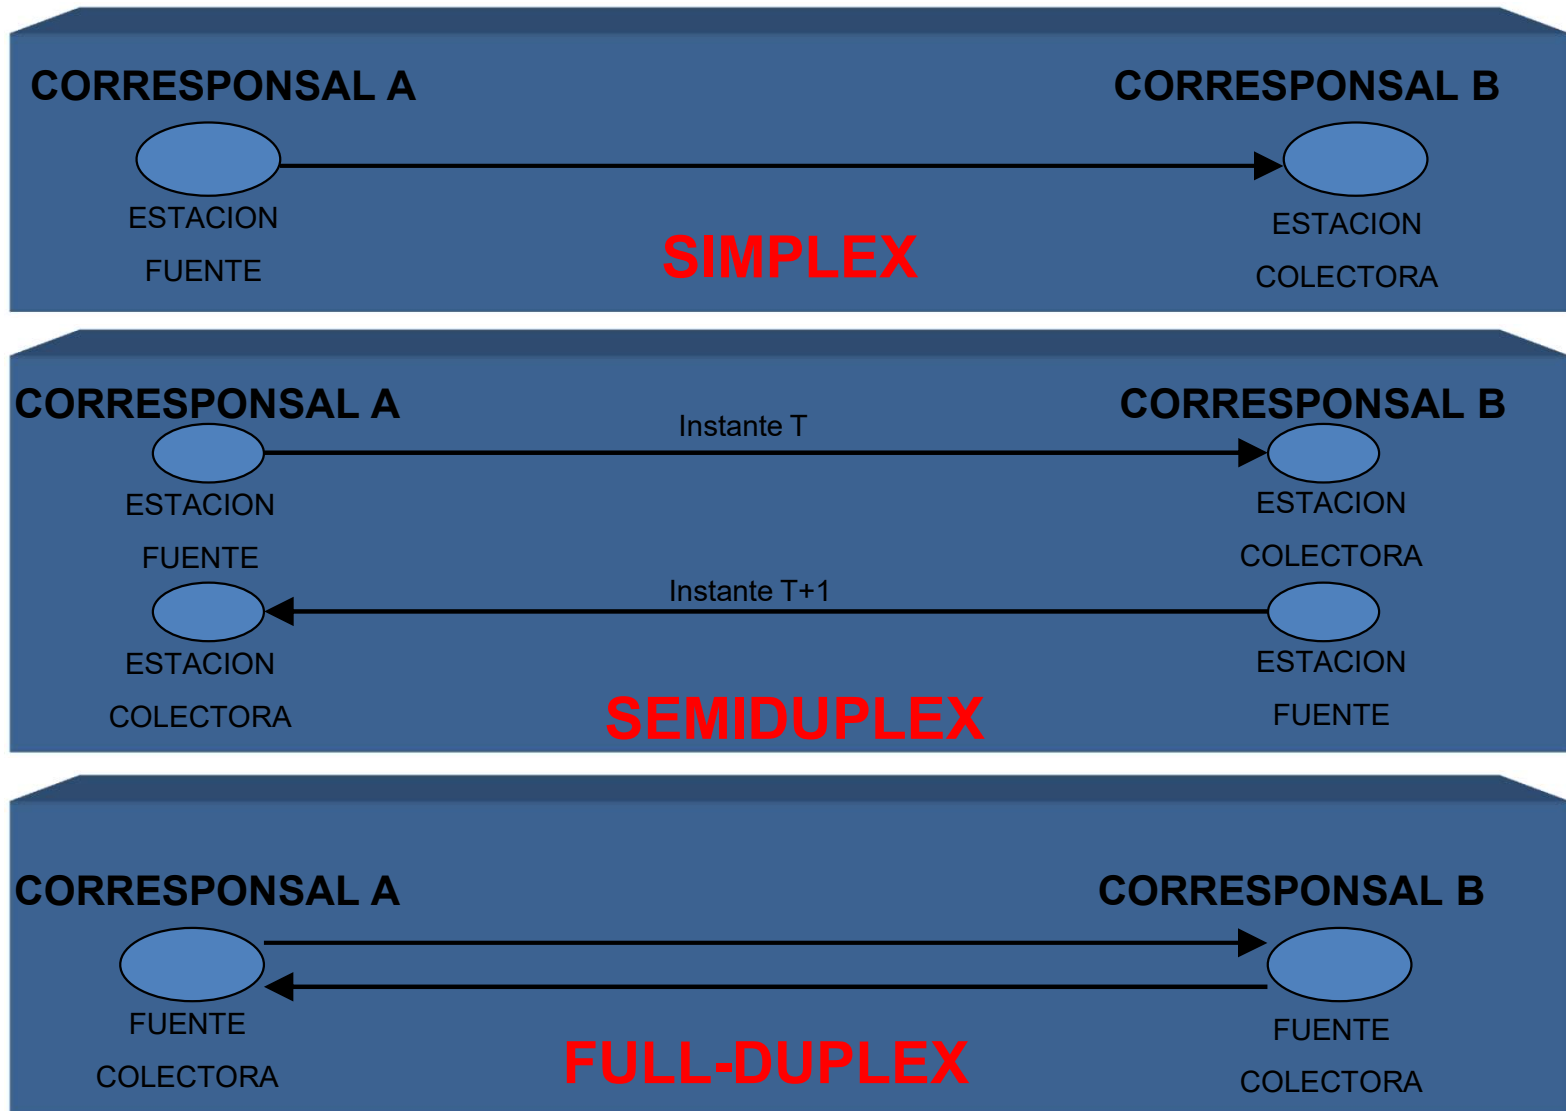 CORRESPONSAL A
CORRESPONSAL B
ESTACION
FUENTE
ESTACION
COLECTORA
SIMPLEX
CORRESPONSAL A
CORRESPONSAL B
Instante T
ESTACION
FUENTE
ESTACION
COLECTORA
Instante T+1
ESTACION
COLECTORA
ESTACION
FUENTE
SEMIDUPLEX
CORRESPONSAL A
CORRESPONSAL B
FUENTE
COLECTORA
FUENTE
COLECTORA
FULL-DUPLEX